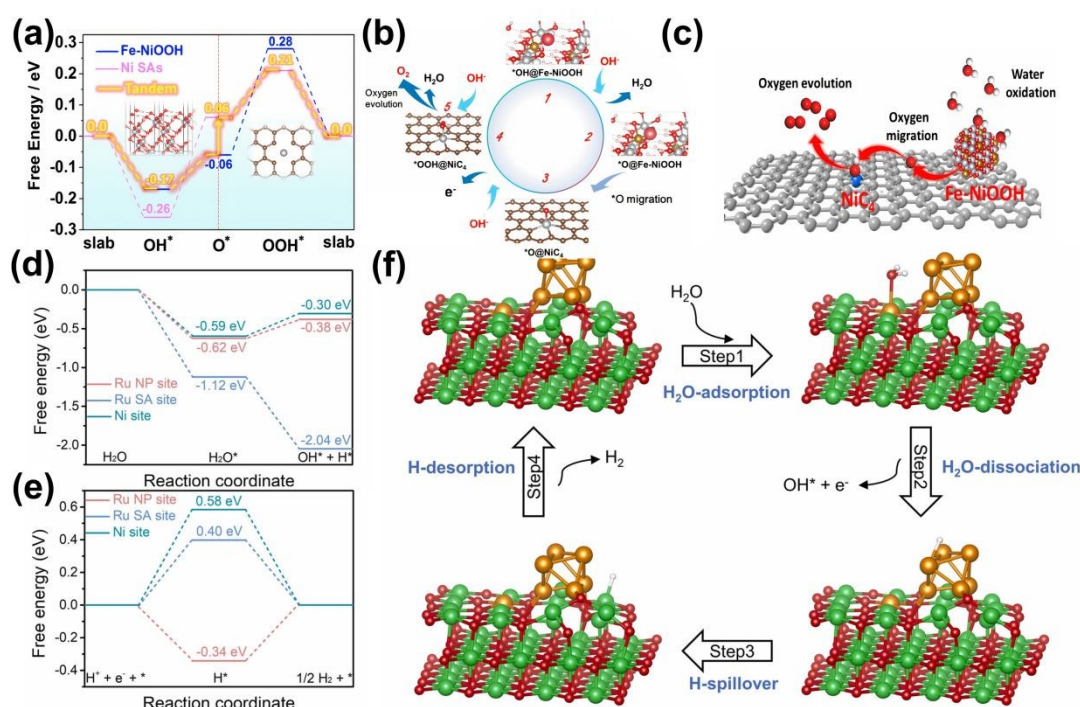 (a)
Free Energy / eV
0.3
0.2
0.1
0.0
-0.1
-0.2
-0.3
Fe-NiOOH
Ni SAs
Tandem
0.28
0.21
0.06
0.0
0.0
-0.06
-0.17
-0.26
slab OH* O* OOH* slab
(b)
*OH@Fe-NiOOH
O₂
H₂O
OH⁻
OH⁻
H₂O
Oxygen
evolution
5
1
4
2
3
*OOH@NiC₄
*O@Fe-NiOOH
e⁻
OH⁻
*O migration
*O@NiC₄
(c)
Oxygen evolution
Water
oxidation
Oxygen
migration
NiC₄
Fe-NiOOH
(d)
Free energy (eV)
0.0
-0.5
-1.0
-1.5
-2.0
-0.30 eV
-0.38 eV
-0.59 eV
-0.62 eV
-1.12 eV
-2.04 eV
Ru NP site
Ru SA site
Ni site
H₂O H₂O* OH* + H*
Reaction coordinate
(e)
Free energy (eV)
0.6
0.4
0.2
0.0
-0.2
0.4
Ru NP site
Ru SA site
Ni site
0.58 eV
0.40 eV
-0.34 eV
H⁺ + e⁻ + * H* 1/2 H₂ + *
Reaction coordinate
(f)
H₂O
Step1
H₂O-adsorption
Step2
H₂O-dissociation
OH* + e⁻
Step3
H-spillover
Step4
H-desorption
H₂